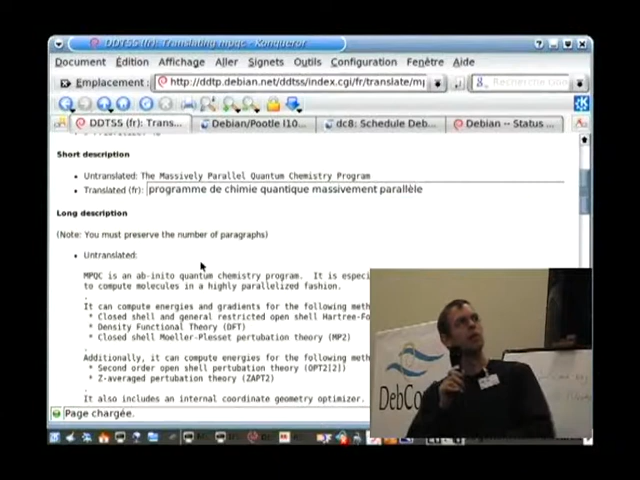 DDTSS (fr): Translating mpqc - Konqueror
Document Édition Affichage Aller Signets Outils Configuration Fenêtre Aide
Emplacement : http://ddtp.debian.net/ddtss/index.cgi/fr/translate/m
DDTSS (fr): Trans... Debian/Pootle l10... dc8: Schedule Deb... Debian -- Status ...
Short description
Untranslated: The Massively Parallel Quantum Chemistry Program
Translated (fr): programme de chimie quantique massivement parallèle
Long description
(Note: You must preserve the number of paragraphs)
Untranslated:
MPQC is an ab-inito quantum chemistry program. It is especi
to compute molecules in a highly parallelized fashion.
.
It can compute energies and gradients for the following meth
* Closed shell and general restricted open shell Hartree-Fo
* Density Functional Theory (DFT)
* Closed shell Moeller-Plesset pertubation theory (MP2)
.
Additionally, it can compute energies for the following meth
* Second order open shell pertubation theory (OPT2[2])
* Z-averaged pertubation theory (ZAPT2)
.
It also includes an internal coordinate geometry optimizer.
Page chargée.
DebCo